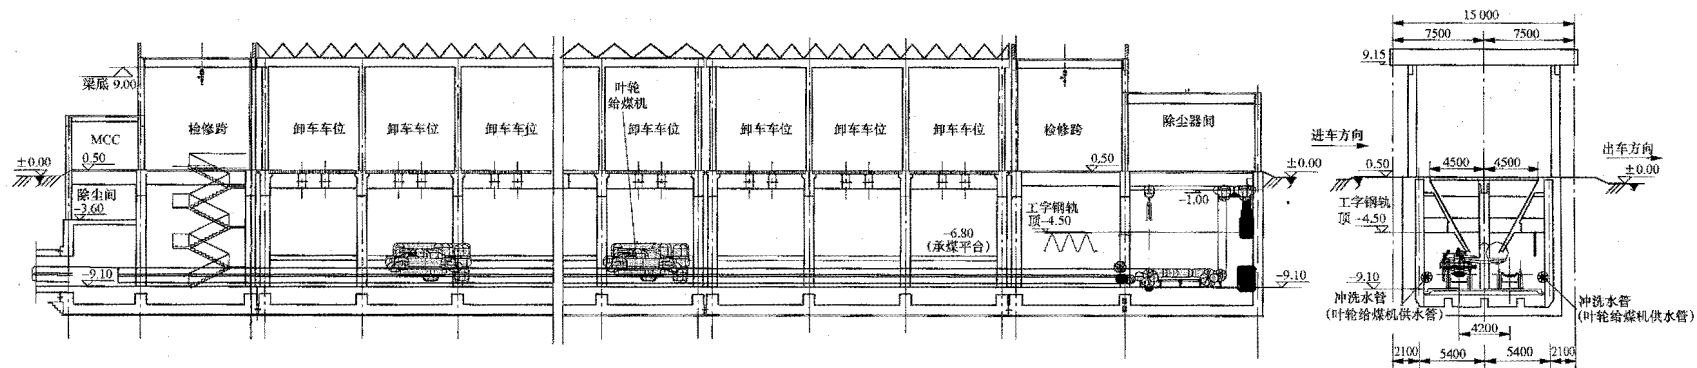 梁底 9.00
MCC
±0.00
0.50
除尘间
-3.60
-9.10
检修跨
卸车车位
卸车车位
卸车车位
叶轮
给煤机
卸车车位
卸车车位
卸车车位
-6.80
(承煤平台)
检修跨
0.50
工字钢轨
顶-4.50
除尘器间
-1.00
±0.00
-9.10
15 000
7500
7500
9.15
进车方向
出车方向
0.50
4500
4500
±0.00
工字钢轨
顶 -4.50
-9.10
冲洗水管
(叶轮给煤机供水管)
冲洗水管
(叶轮给煤机供水管)
4200
2100
5400
5400
2100